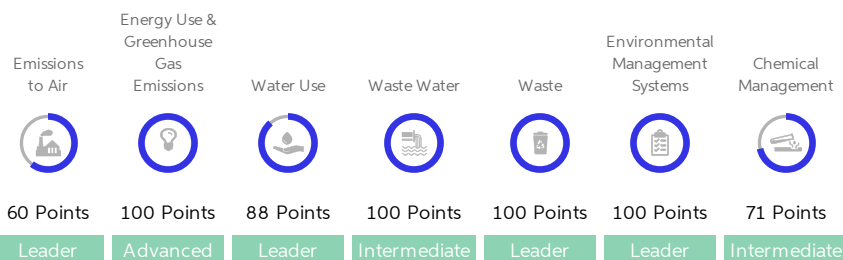 Emissions
to Air
60 Points
Leader
Energy Use &
Greenhouse
Gas
Emissions
100 Points
Advanced
Water Use
88 Points
Leader
Waste Water
100 Points
Intermediate
Waste
100 Points
Leader
Environmental
Management
Systems
100 Points
Leader
Chemical
Management
71 Points
Intermediate